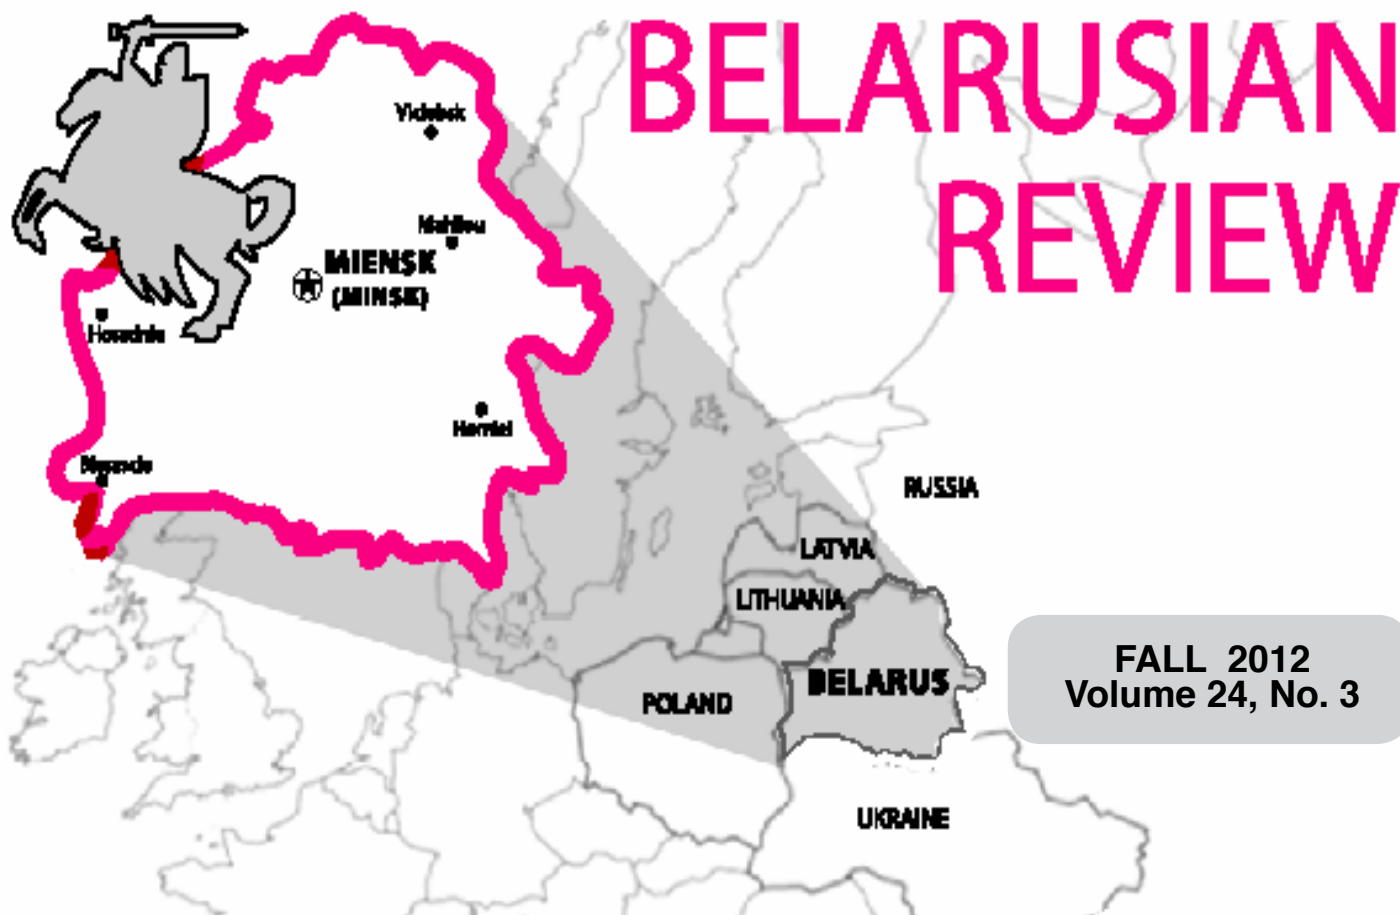 BELARUSIAN
REVIEW
Videbsk
Mahilou
MIENSK
(MINSK)
Horadnia
Homiel
RUSSIA
LATVIA
LITHUANIA
BELARUS
POLAND
UKRAINE
FALL 2012
Volume 24, No. 3